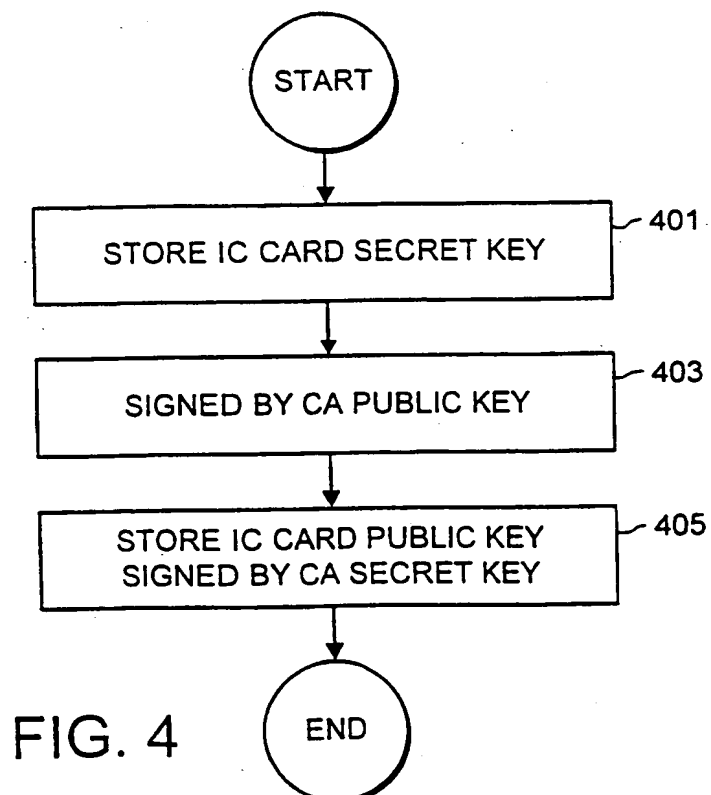 START
STORE IC CARD SECRET KEY
401
SIGNED BY CA PUBLIC KEY
403
STORE IC CARD PUBLIC KEY
SIGNED BY CA SECRET KEY
405
END
FIG. 4